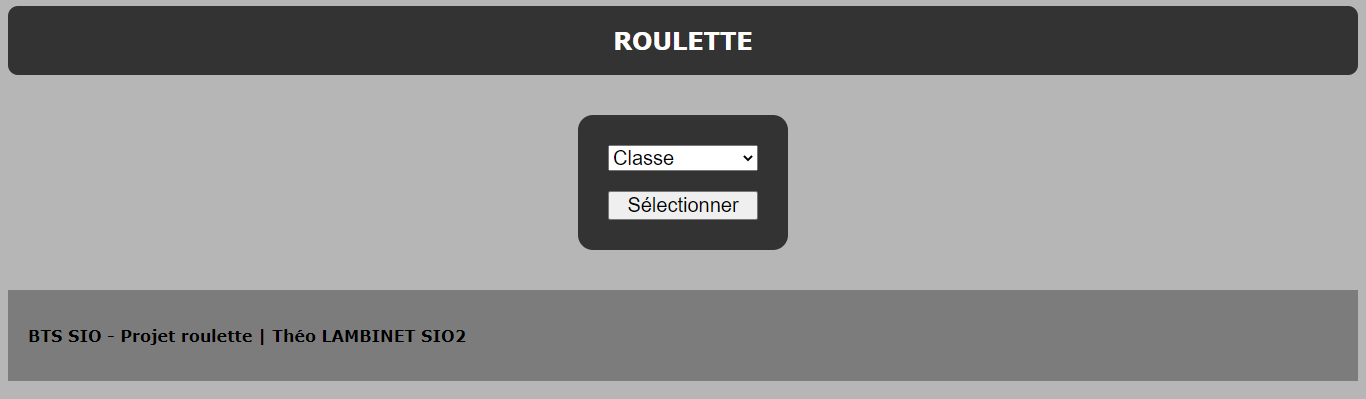 ROULETTE
Classe
Sélectionner
BTS SIO - Projet roulette | Théo LAMBINET SIO2